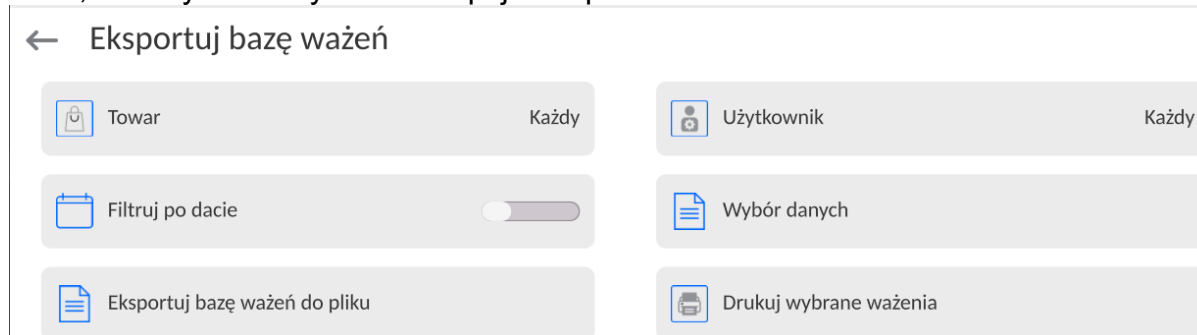 Eksportuj bazę ważeń
Towar Każdy
Użytkownik Każdy
Filtruj po dacie
Wybór danych
Eksportuj bazę ważeń do pliku
Drukuj wybrane ważenia